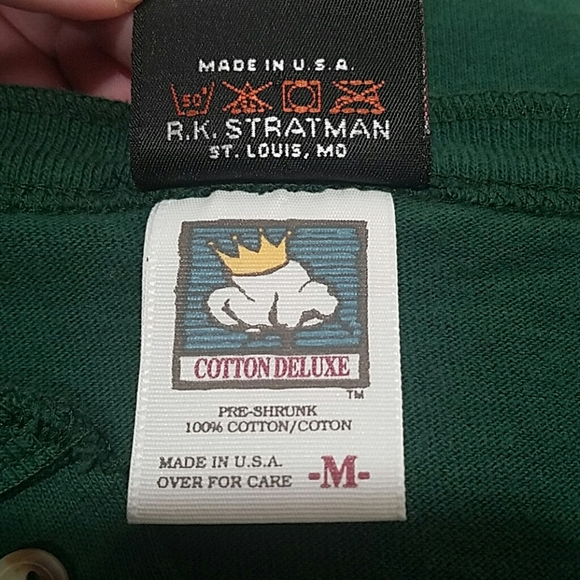 MADE IN U.S.A.
50°
R.K. STRATMAN
ST. LOUIS, MO
COTTON DELUXE
TM
PRE-SHRUNK
100% COTTON/COTON
MADE IN U.S.A.
OVER FOR CARE -M-